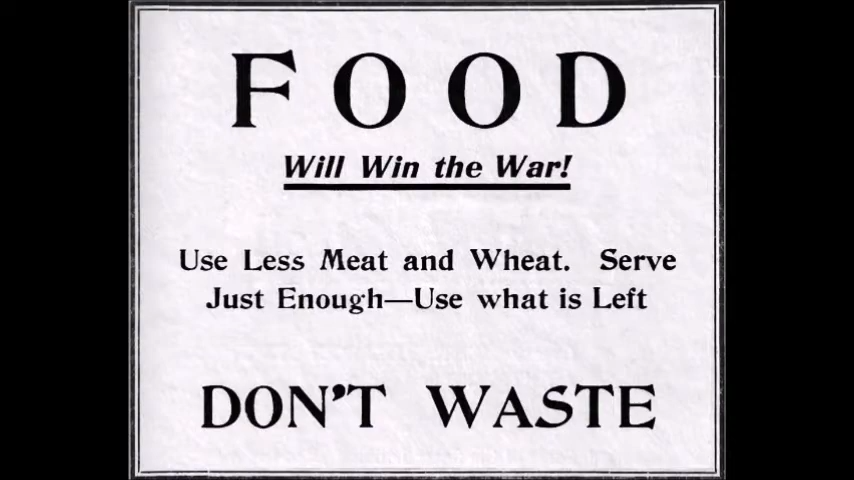 FOOD
Will Win the War!
Use Less Meat and Wheat. Serve
Just Enough—Use what is Left
DON'T WASTE